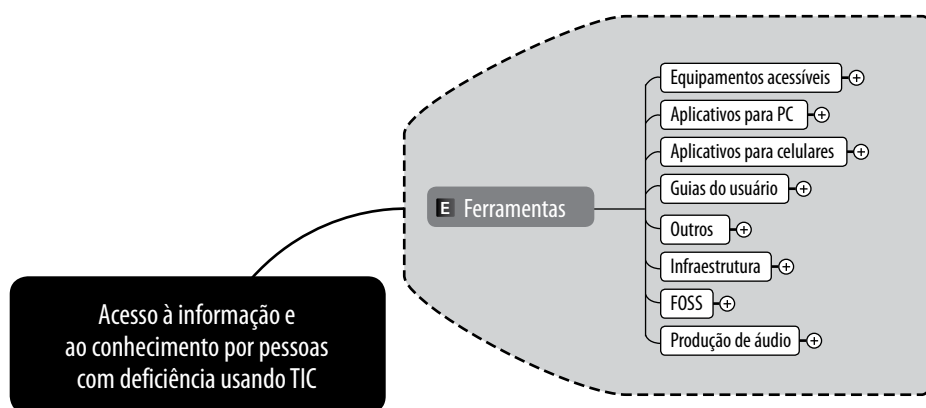 Equipamentos acessíveis
Aplicativos para PC
Aplicativos para celulares
Guias do usuário
E Ferramentas
Outros
Infraestrutura
FOSS
Produção de áudio
Acesso à informação e
ao conhecimento por pessoas
com deficiência usando TIC